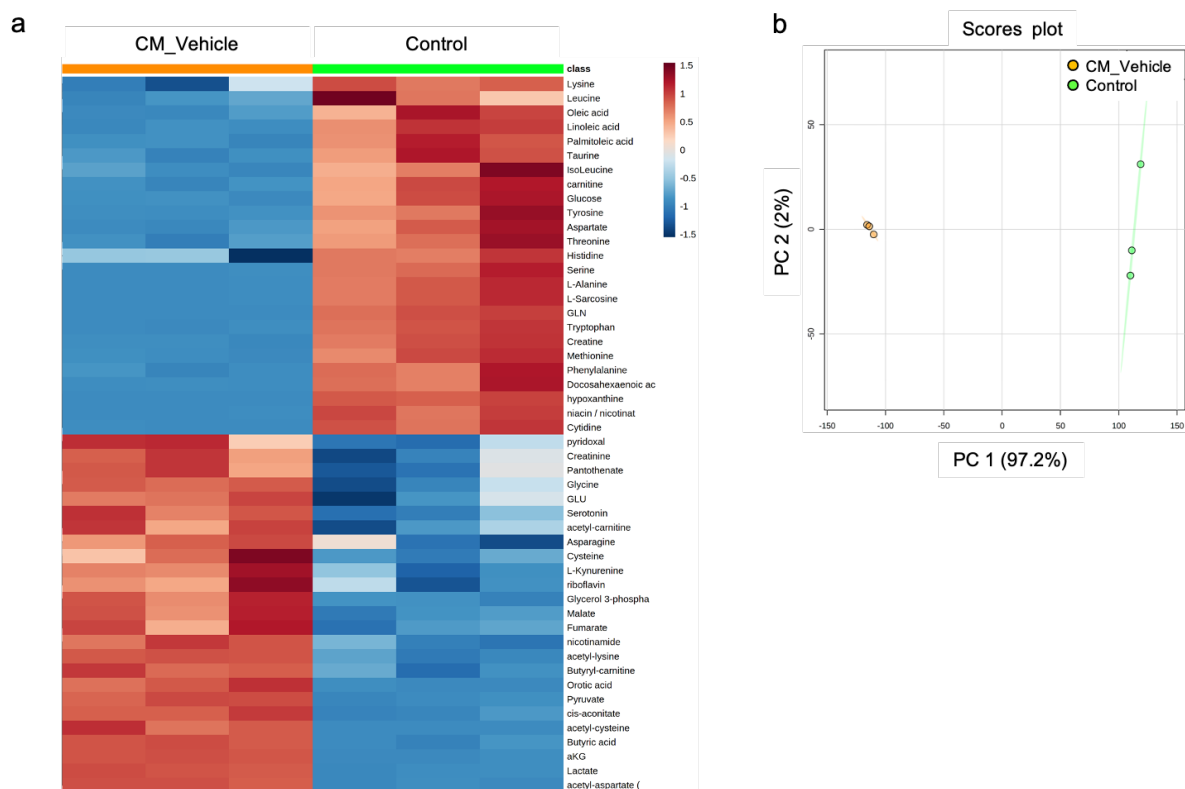 a
CM_Vehicle
Control
class
Lysine
Leucine
Oleic acid
Linoleic acid
Palmitoleic acid
Taurine
IsoLeucine
carnitine
Glucose
Tyrosine
Aspartate
Threonine
Histidine
Serine
L-Alanine
L-Sarcosine
GLN
Tryptophan
Creatine
Methionine
Phenylalanine
Docosahexaenoic ac
hypoxanthine
niacin / nicotinat
Cytidine
pyridoxal
Creatinine
Pantothenate
Glycine
GLU
Serotonin
acetyl-carnitine
Asparagine
Cysteine
L-Kynurenine
riboflavin
Glycerol 3-phospha
Malate
Fumarate
nicotinamide
acetyl-lysine
Butyryl-carnitine
Orotic acid
Pyruvate
cis-aconitate
acetyl-cysteine
Butyric acid
aKG
Lactate
acetyl-aspartate (
1.5
1
0.5
0
-0.5
-1
-1.5
b
Scores plot
CM_Vehicle
Control
PC 2 (2%)
50
0
-50
-150
-100
-50
0
50
100
150
PC 1 (97.2%)